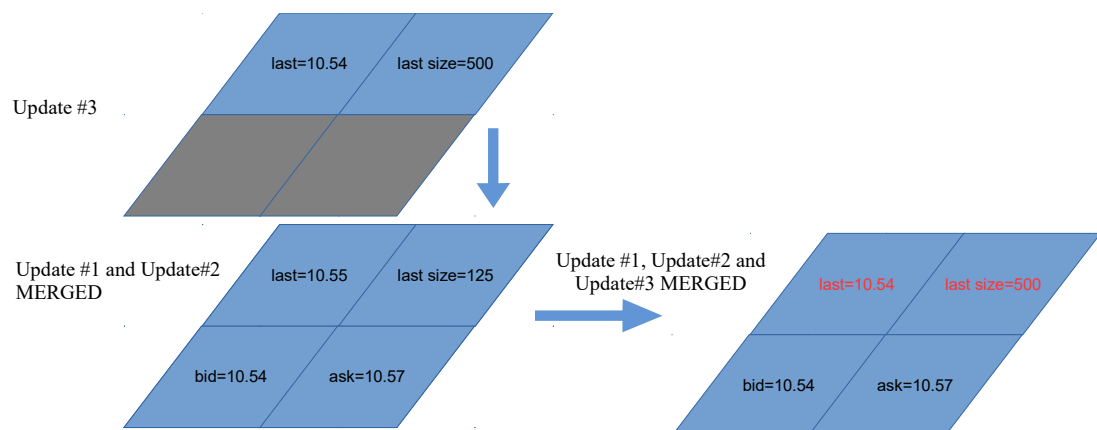 last=10.54 last size=500
Update #3
Update #1 and Update#2
MERGED
last=10.55 last size=125
bid=10.54 ask=10.57
Update #1, Update#2 and
Update#3 MERGED
last=10.54 last size=500
bid=10.54 ask=10.57